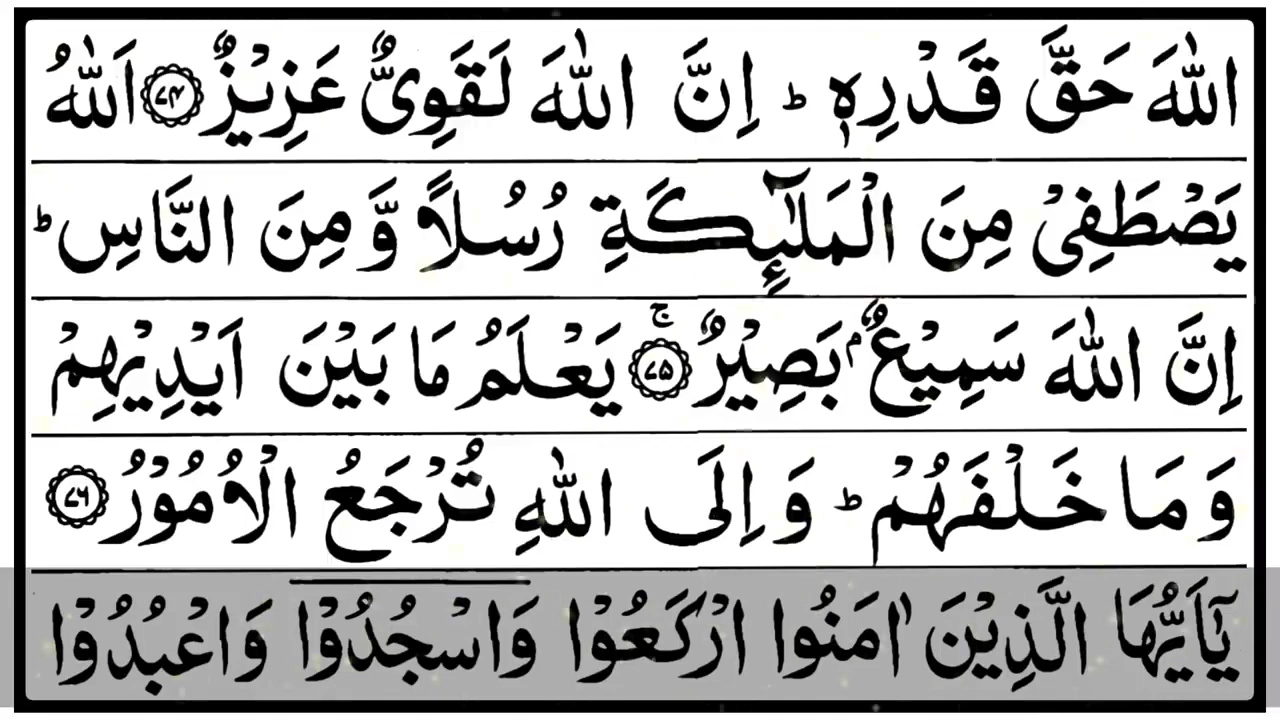 اللّٰهَ حَقَّ قَدْرِهٖ ؕ اِنَّ اللّٰهَ لَقَوِیٌّ عَزِیْزٌ ﴿۷۴﴾ اَللّٰهُ
یَصْطَفِیْ مِنَ الْمَلٰٓىِٕكَةِ رُسُلًا وَّ مِنَ النَّاسِ ؕ
اِنَّ اللّٰهَ سَمِیْعٌۢ بَصِیْرٌ ﴿ۚ۷۵﴾ یَعْلَمُ مَا بَیْنَ اَیْدِیْهِمْ
وَ مَا خَلْفَهُمْ ؕ وَ اِلَی اللّٰهِ تُرْجَعُ الْاُمُوْرُ ﴿۷۶﴾
یٰۤاَیُّهَا الَّذِیْنَ اٰمَنُوا ارْكَعُوْا وَاسْجُدُوْا وَاعْبُدُوْا